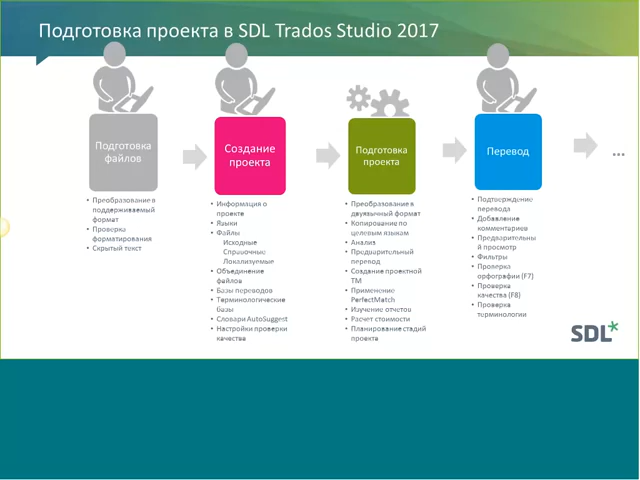 Подготовка проекта в SDL Trados Studio 2017
Подготовка
файлов
Создание
проекта
Подготовка
проекта
Перевод
...
• Преобразование в
поддерживаемый
формат
• Проверка
форматирования
• Скрытый текст
• Информация о
проекте
• Языки
• Файлы
Исходные
Справочные
Локализуемые
• Объединение
файлов
• Базы переводов
• Терминологические
базы
• Словари AutoSuggest
• Настройки проверки
качества
• Преобразование в
двуязычный формат
• Копирование по
целевым языкам
• Анализ
• Предварительный
перевод
• Создание проектной
ТМ
• Применение
PerfectMatch
• Изучение отчетов
• Расчет стоимости
• Планирование стадий
проекта
• Подтверждение
перевода
• Добавление
комментариев
• Предварительны
й просмотр
• Фильтры
• Проверка
орфографии (F7)
• Проверка
качества (F8)
• Проверка
терминологии
SDL*